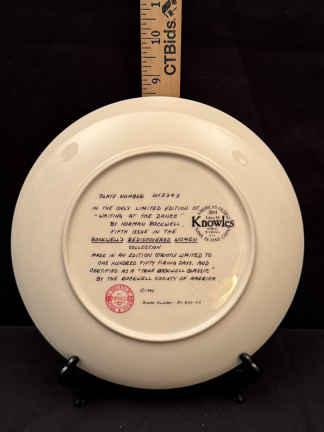 10
9
CTBids
PLATE NUMBER
IN THE ONLY LIMITED EDITION OF
"WAITING AT THE DANCE"
BY NORMAN ROCKWELL,
FIFTH ISSUE IN THE
ROCKWELL'S REDISCOVERED WOMEN
COLLECTION
MADE IN AN EDITION STRICTLY LIMITED TO
ONE HUNDRED FIFTY FIRING DAYS, AND
CERTIFIED AS A "TRUE ROCKWELL CLASSIC"
BY THE ROCKWELL SOCIETY OF AMERICA
Knowles